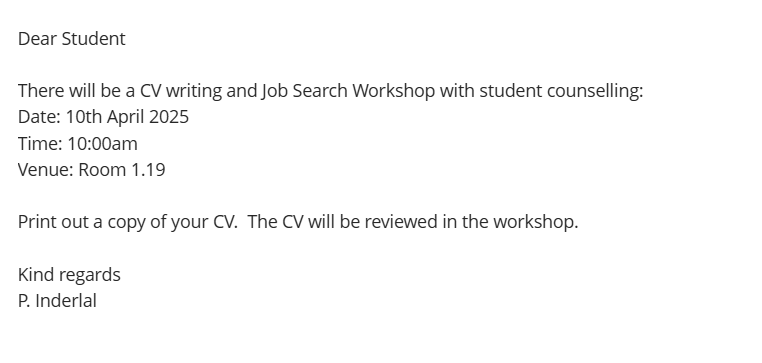 Dear Student
There will be a CV writing and Job Search Workshop with student counselling:
Date: 10th April 2025
Time: 10:00am
Venue: Room 1.19
Print out a copy of your CV.  The CV will be reviewed in the workshop.
Kind regards
P. Inderlal